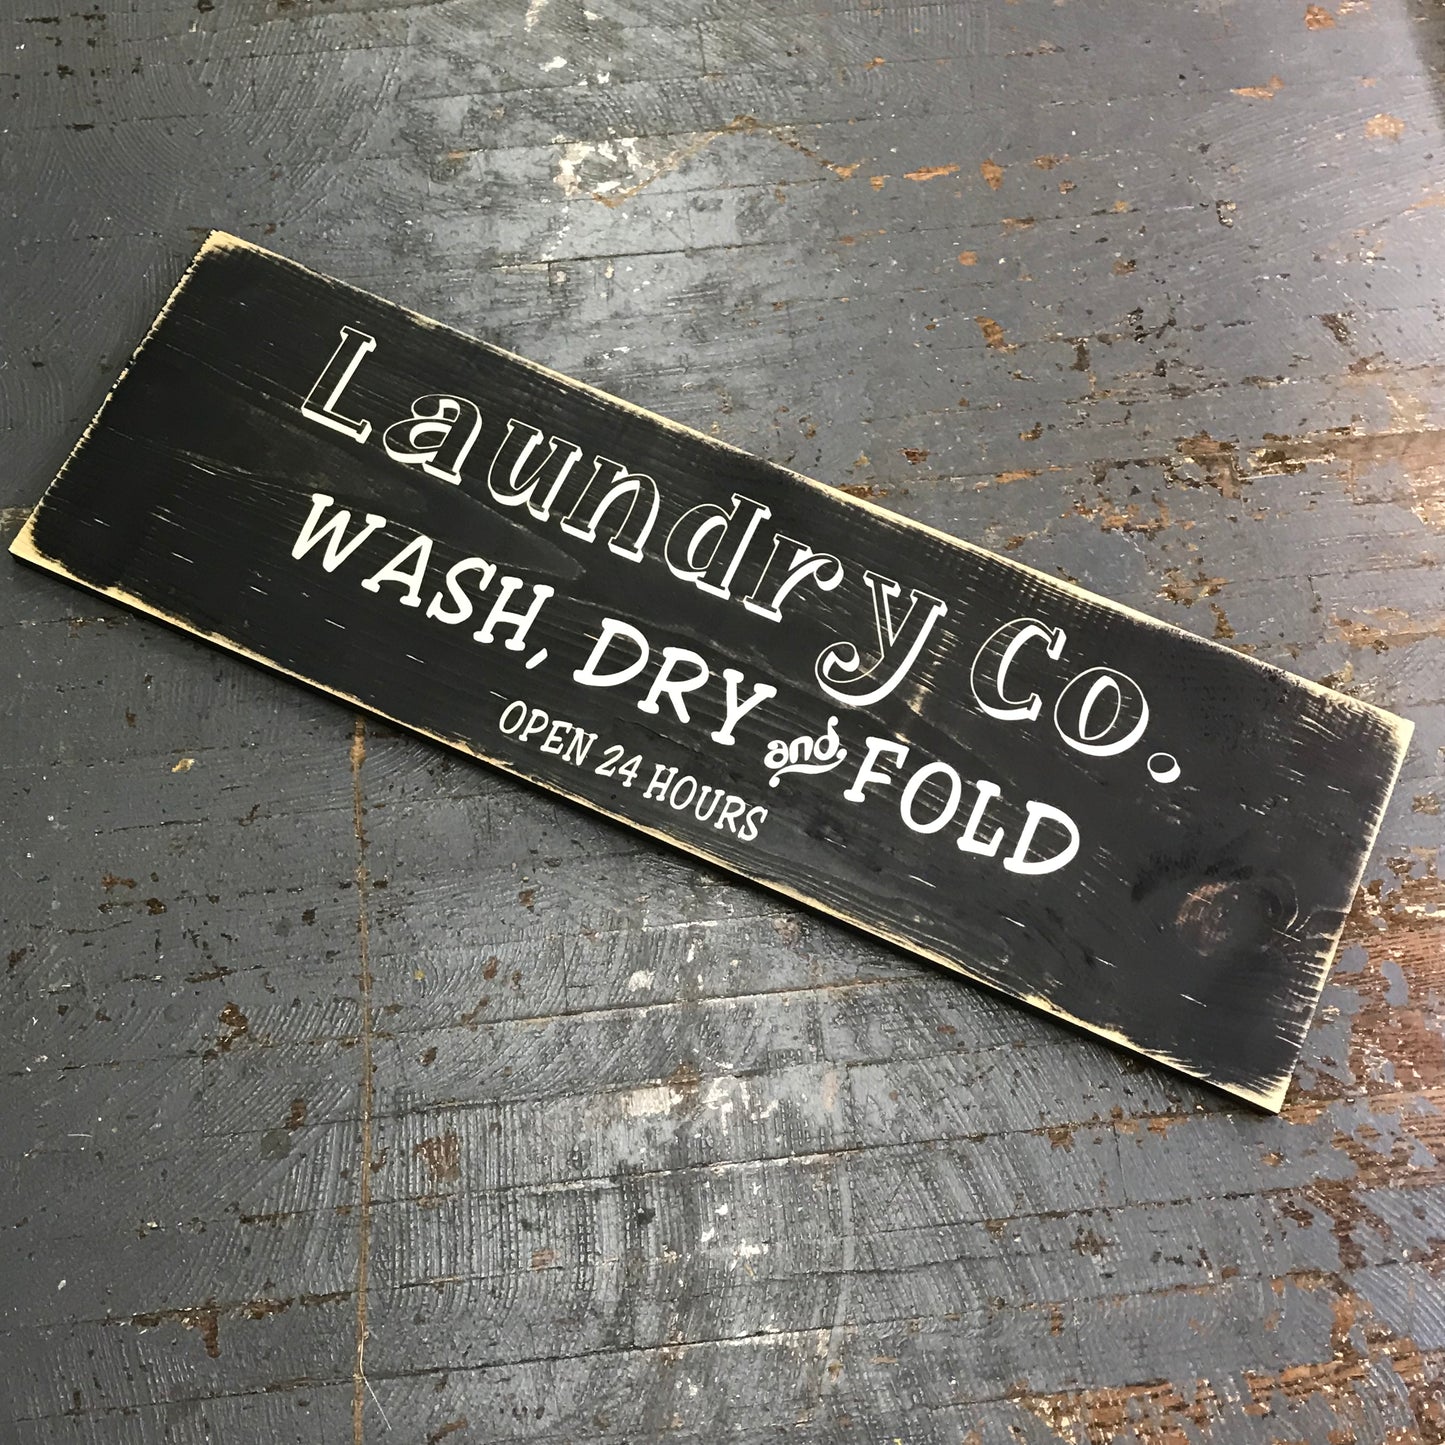 Laundry Co.
WASH, DRY and FOLD
OPEN 24 HOURS